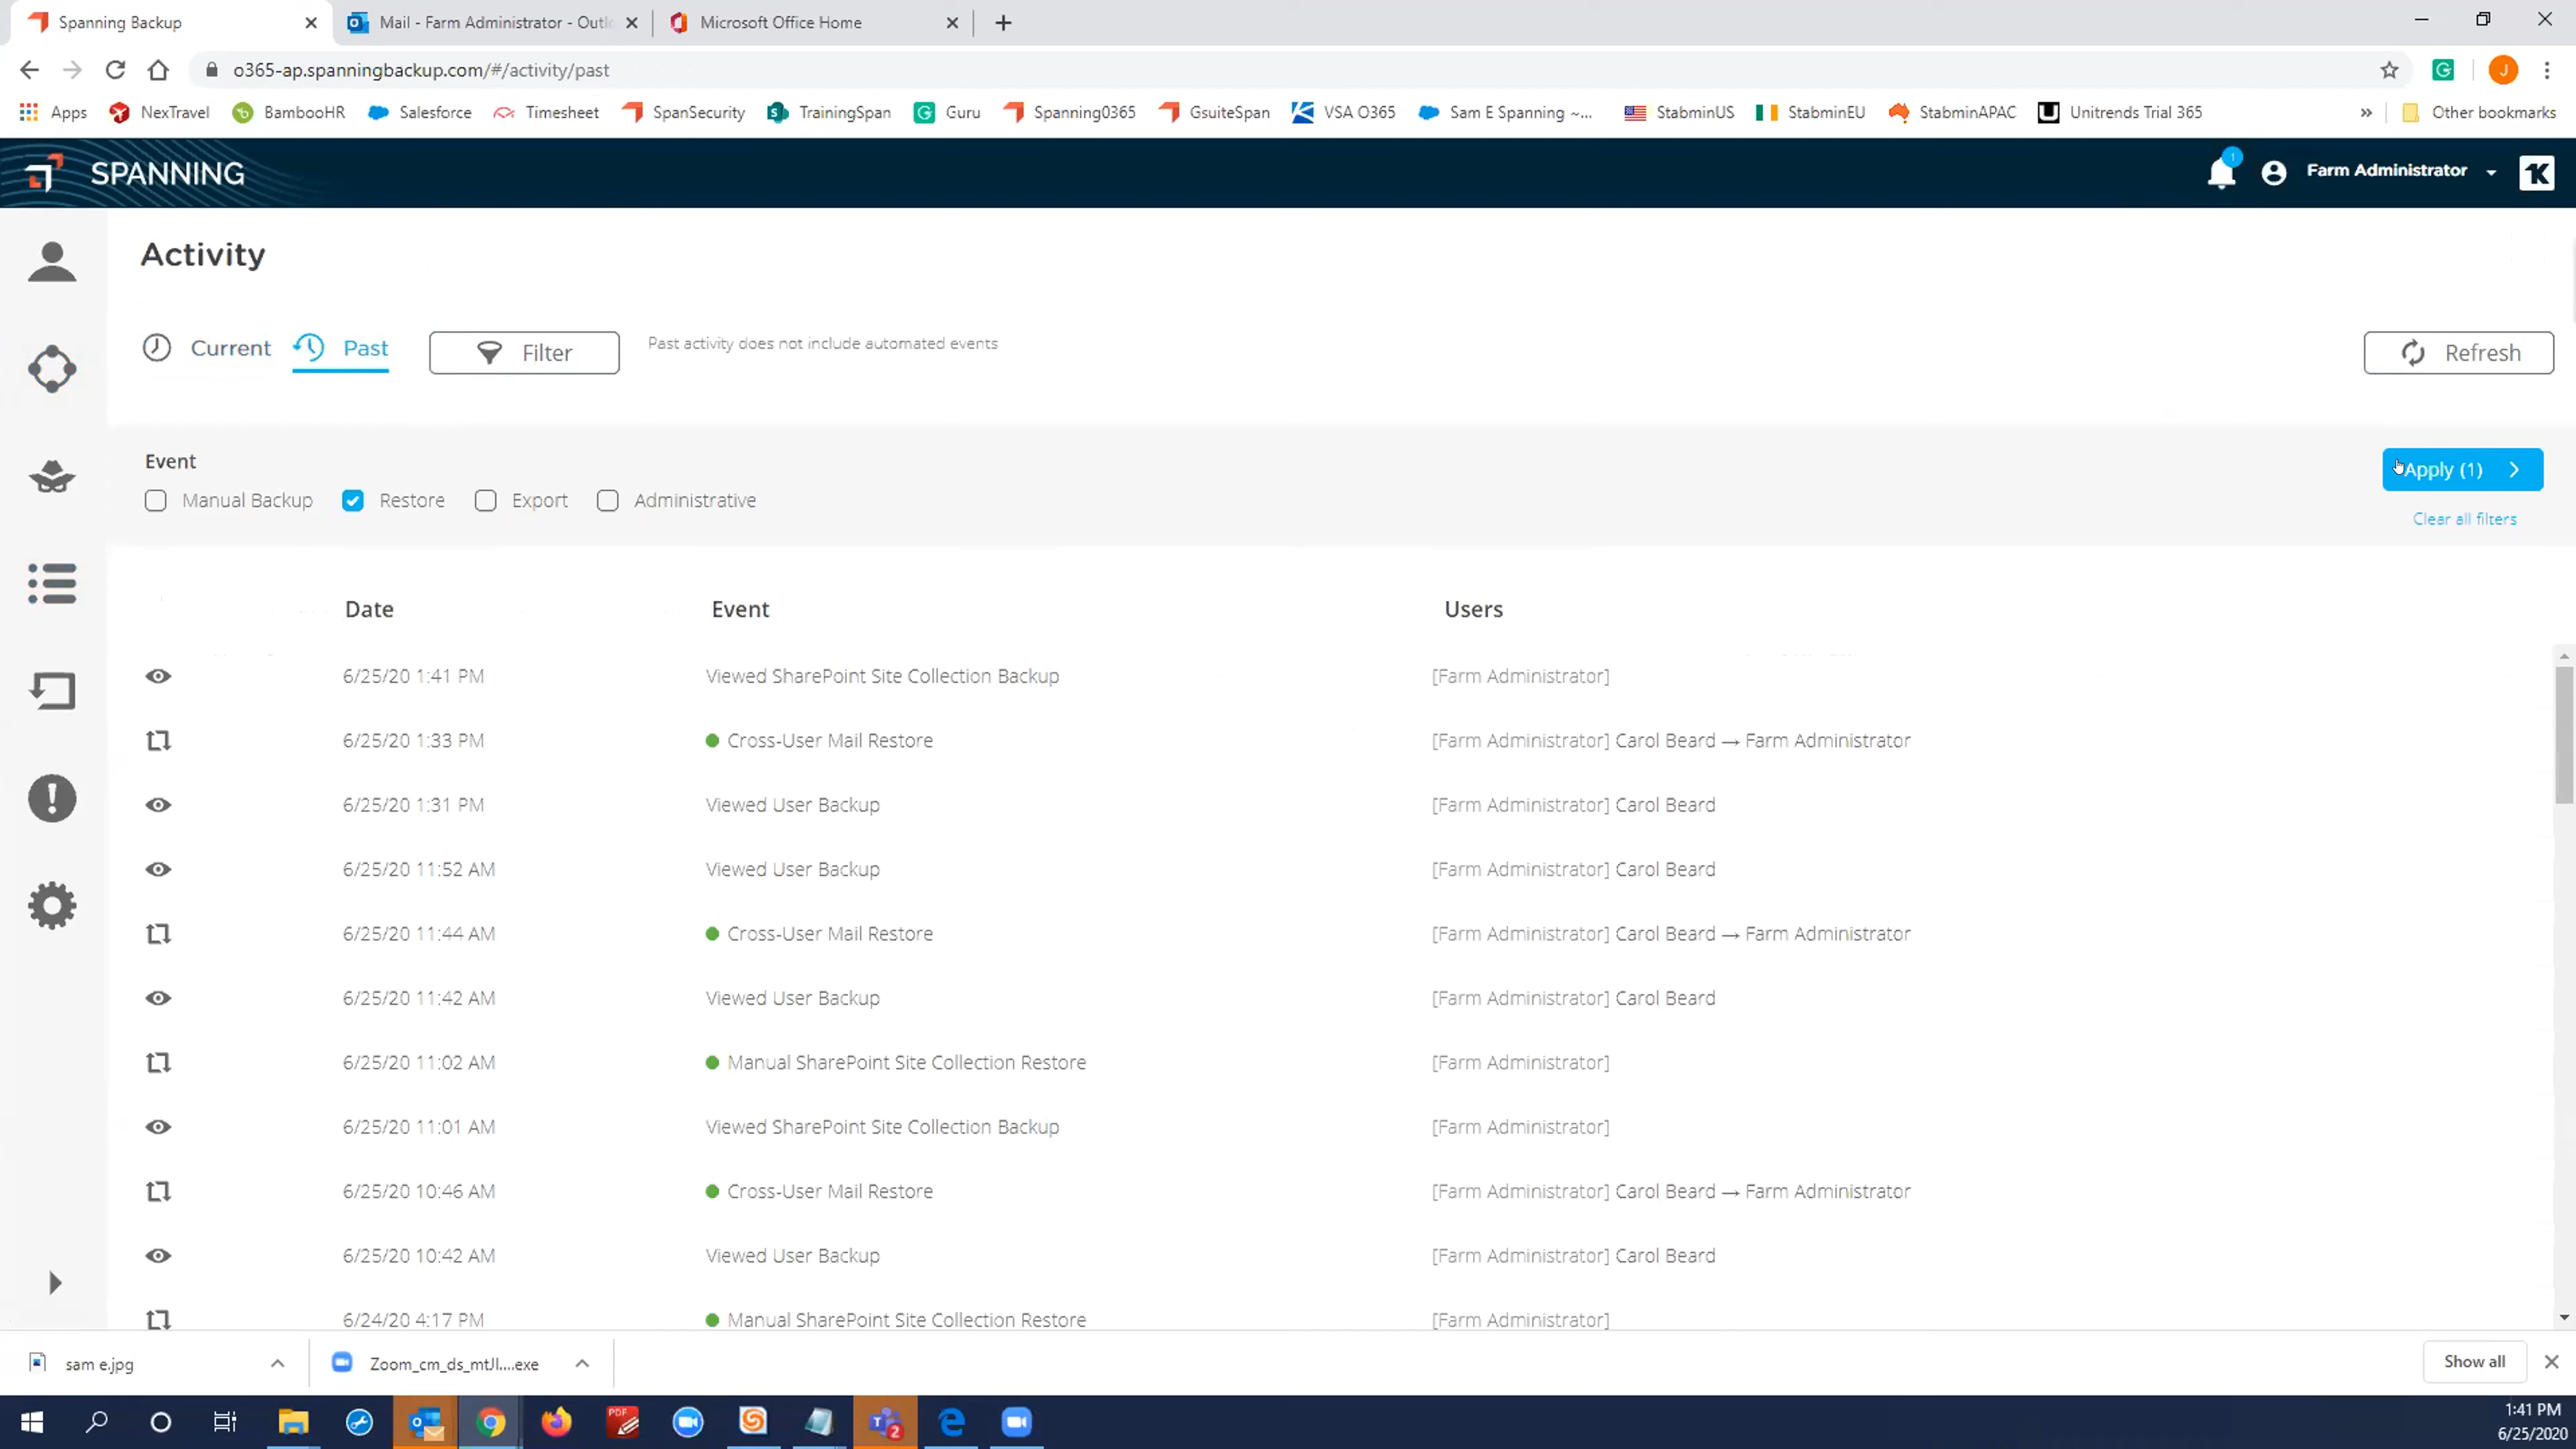 Spanning Backup
Mail - Farm Administrator - Outlo
Microsoft Office Home
o365-ap.spanningbackup.com/#/activity/past
J
Apps NexTravel BambooHR Salesforce Timesheet SpanSecurity TrainingSpan Guru Spanning0365 GsuiteSpan VSA O365 Sam E Spanning ~... StabminUS StabminEU StabminAPAC Unitrends Trial 365 » Other bookmarks
SPANNING
1
Farm Administrator
K
Activity
Current Past Filter Past activity does not include automated events Refresh
Event
Apply (1)
Manual Backup Restore Export Administrative
Clear all filters
Date Event Users
6/25/20 1:41 PM Viewed SharePoint Site Collection Backup [Farm Administrator]
6/25/20 1:33 PM Cross-User Mail Restore [Farm Administrator] Carol Beard → Farm Administrator
6/25/20 1:31 PM Viewed User Backup [Farm Administrator] Carol Beard
6/25/20 11:52 AM Viewed User Backup [Farm Administrator] Carol Beard
6/25/20 11:44 AM Cross-User Mail Restore [Farm Administrator] Carol Beard → Farm Administrator
6/25/20 11:42 AM Viewed User Backup [Farm Administrator] Carol Beard
6/25/20 11:02 AM Manual SharePoint Site Collection Restore [Farm Administrator]
6/25/20 11:01 AM Viewed SharePoint Site Collection Backup [Farm Administrator]
6/25/20 10:46 AM Cross-User Mail Restore [Farm Administrator] Carol Beard → Farm Administrator
6/25/20 10:42 AM Viewed User Backup [Farm Administrator] Carol Beard
6/24/20 4:17 PM Manual SharePoint Site Collection Restore [Farm Administrator]
sam e.jpg Zoom_cm_ds_mtJl....exe Show all
PDF
2
1:41 PM
6/25/2020